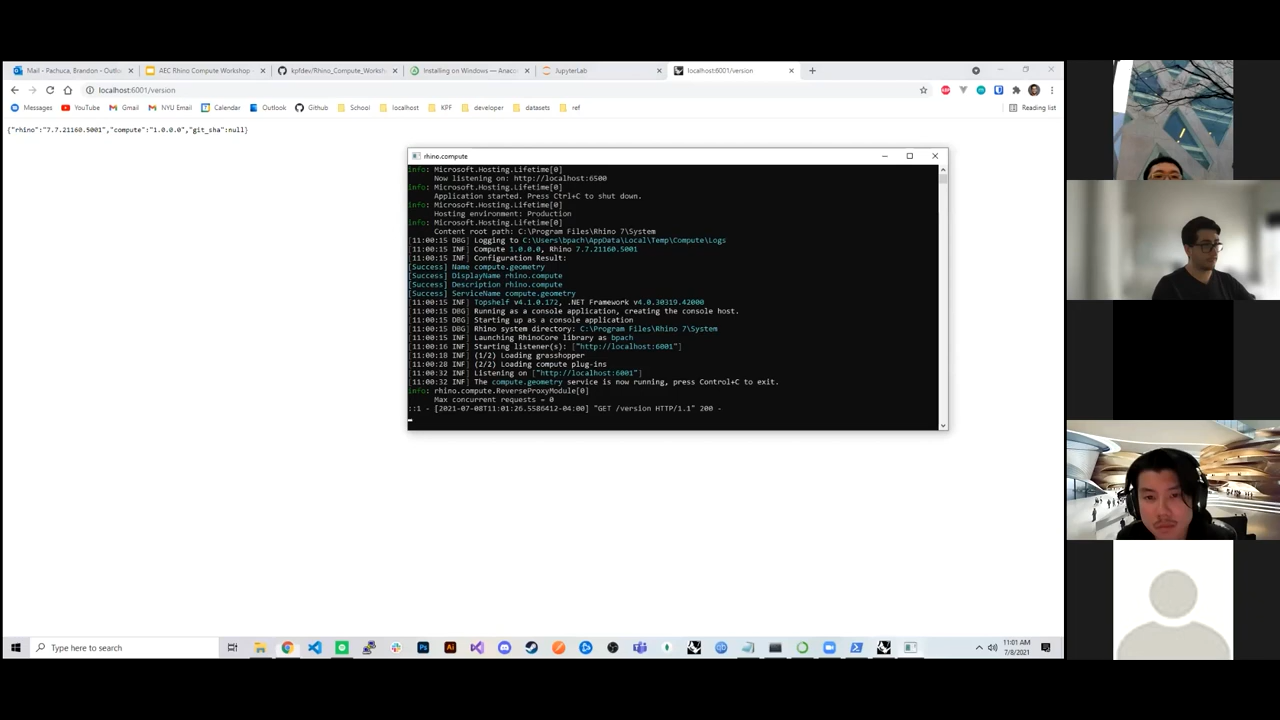 Mail - Pachuca, Brandon - Outloo
AEC Rhino Compute Workshop -
kpfdev/Rhino_Compute_Worksh
Installing on Windows — Anaco
JupyterLab
localhost:6001/version
localhost:6001/version
Messages
YouTube
Gmail
NYU Email
Calendar
Outlook
Github
School
localhost
KPF
developer
datasets
ref
Reading list
{"rhino":"7.7.21160.5001","compute":"1.0.0.0","git_sha":null}
rhino.compute
info: Microsoft.Hosting.Lifetime[0]
Now listening on: http://localhost:6500
info: Microsoft.Hosting.Lifetime[0]
Application started. Press Ctrl+C to shut down.
info: Microsoft.Hosting.Lifetime[0]
Hosting environment: Production
info: Microsoft.Hosting.Lifetime[0]
Content root path: C:\Program Files\Rhino 7\System
[11:00:15 DBG] Logging to C:\Users\bpach\AppData\Local\Temp\Compute\Logs
[11:00:15 INF] Compute 1.0.0.0, Rhino 7.7.21160.5001
[11:00:15 INF] Configuration Result:
[Success] Name compute.geometry
[Success] DisplayName rhino.compute
[Success] Description rhino.compute
[Success] ServiceName compute.geometry
[11:00:15 INF] Topshelf v4.1.0.172, .NET Framework v4.0.30319.42000
[11:00:15 DBG] Running as a console application, creating the console host.
[11:00:15 DBG] Starting up as a console application
[11:00:15 DBG] Rhino system directory: C:\Program Files\Rhino 7\System
[11:00:15 INF] Launching RhinoCore library as bpach
[11:00:16 INF] Starting listener(s): ["http://localhost:6001"]
[11:00:18 INF] (1/2) Loading grasshopper
[11:00:28 INF] (2/2) Loading compute plug-ins
[11:00:32 INF] Listening on ["http://localhost:6001"]
[11:00:32 INF] The compute.geometry service is now running, press Control+C to exit.
info: rhino.compute.ReverseProxyModule[0]
Max concurrent requests = 0
::1 - [2021-07-08T11:01:26.5586412-04:00] "GET /version HTTP/1.1" 200 -
Type here to search
11:01 AM
7/8/2021